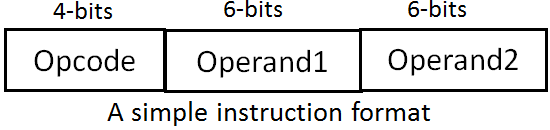 4-bits 6-bits 6-bits
Opcode Operand1 Operand2
A simple instruction format